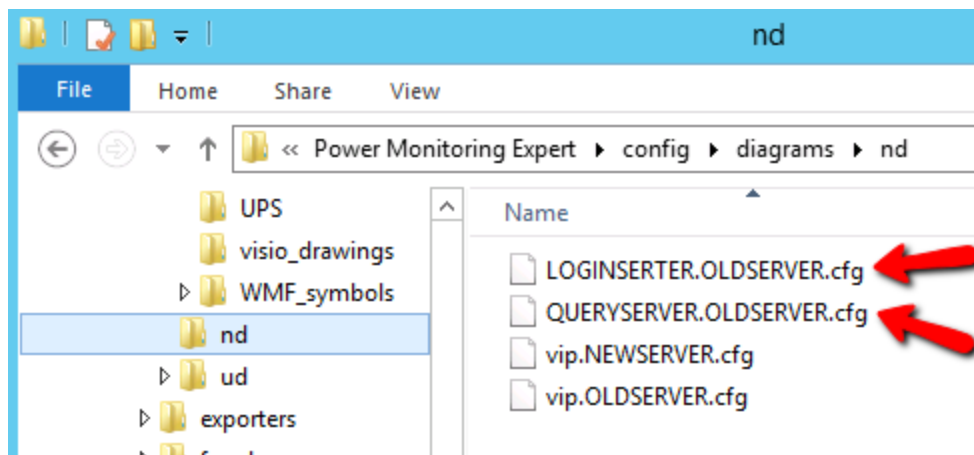 nd
File Home Share View
« Power Monitoring Expert config diagrams nd
UPS
visio_drawings
WMF_symbols
nd
ud
exporters
Name
LOGINSERTER.OLDSERVER.cfg
QUERYSERVER.OLDSERVER.cfg
vip.NEWSERVER.cfg
vip.OLDSERVER.cfg